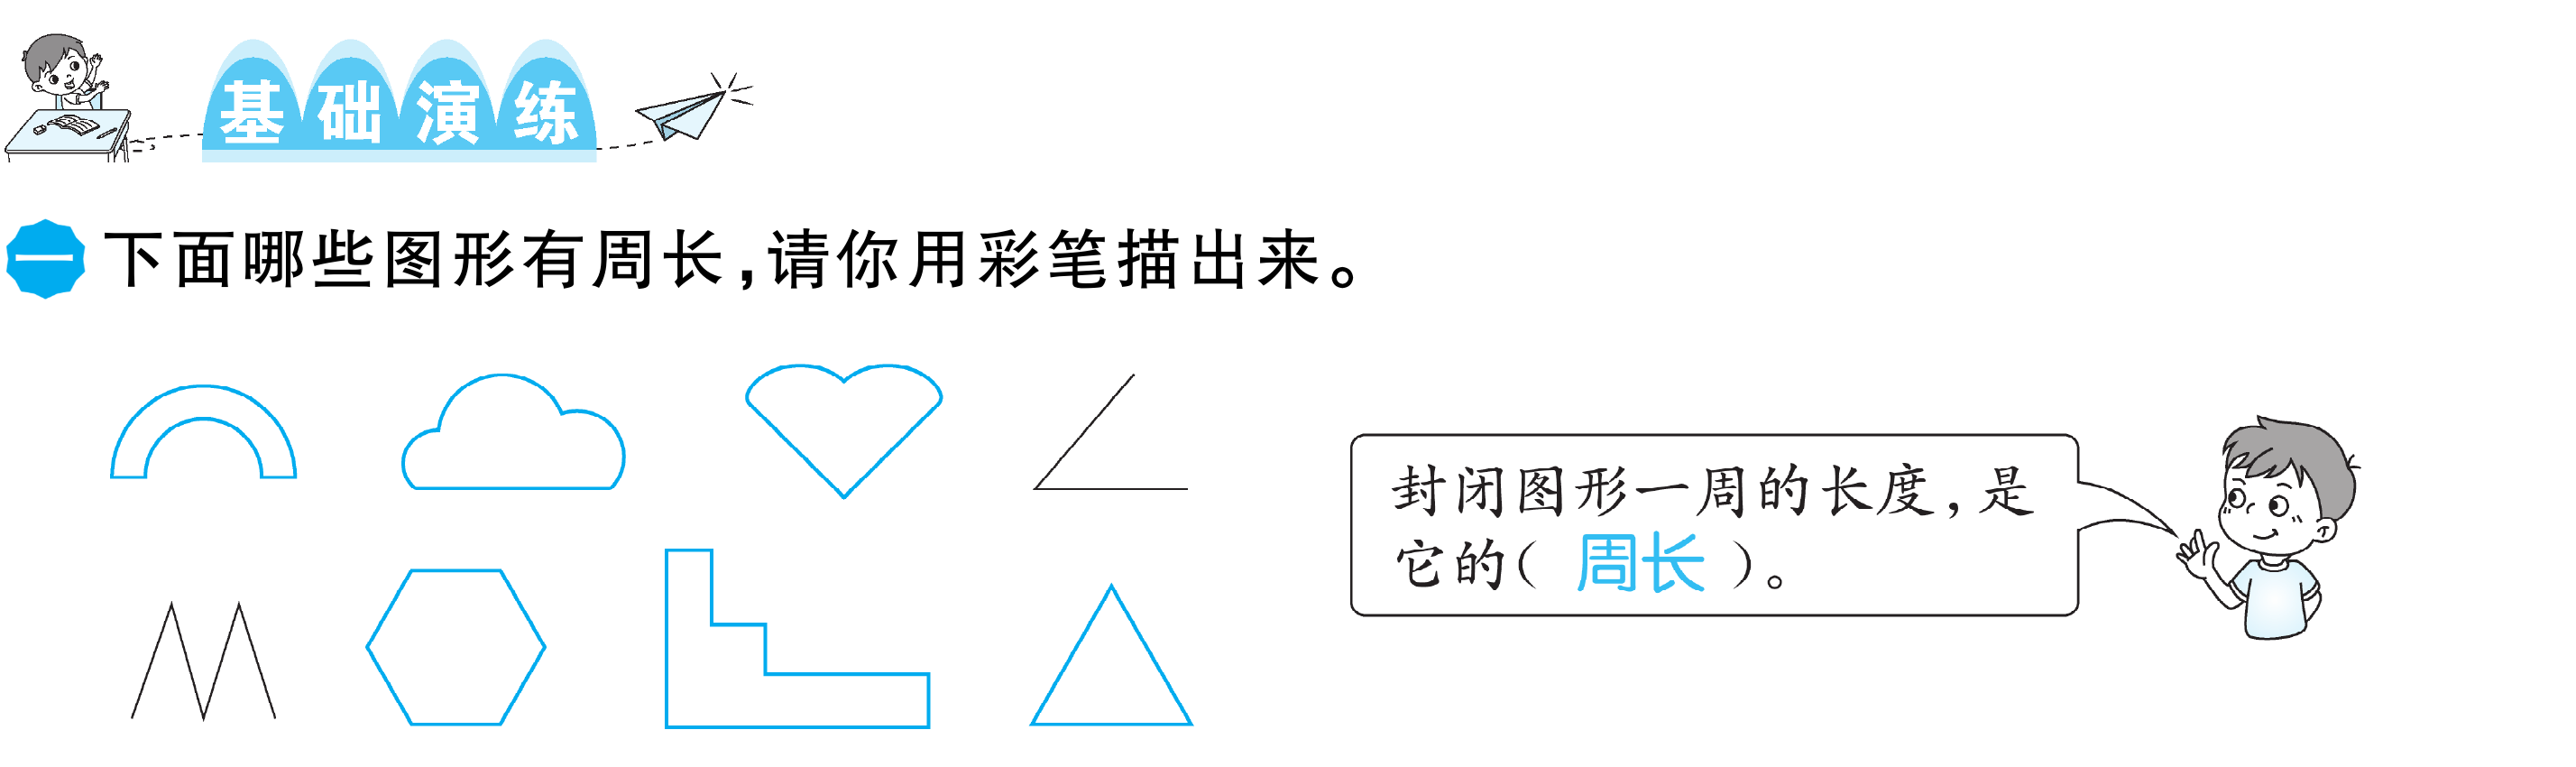 基础演练
一 下面哪些图形有周长,请你用彩笔描出来。
封闭图形一周的长度,是
它的( 周长 )。